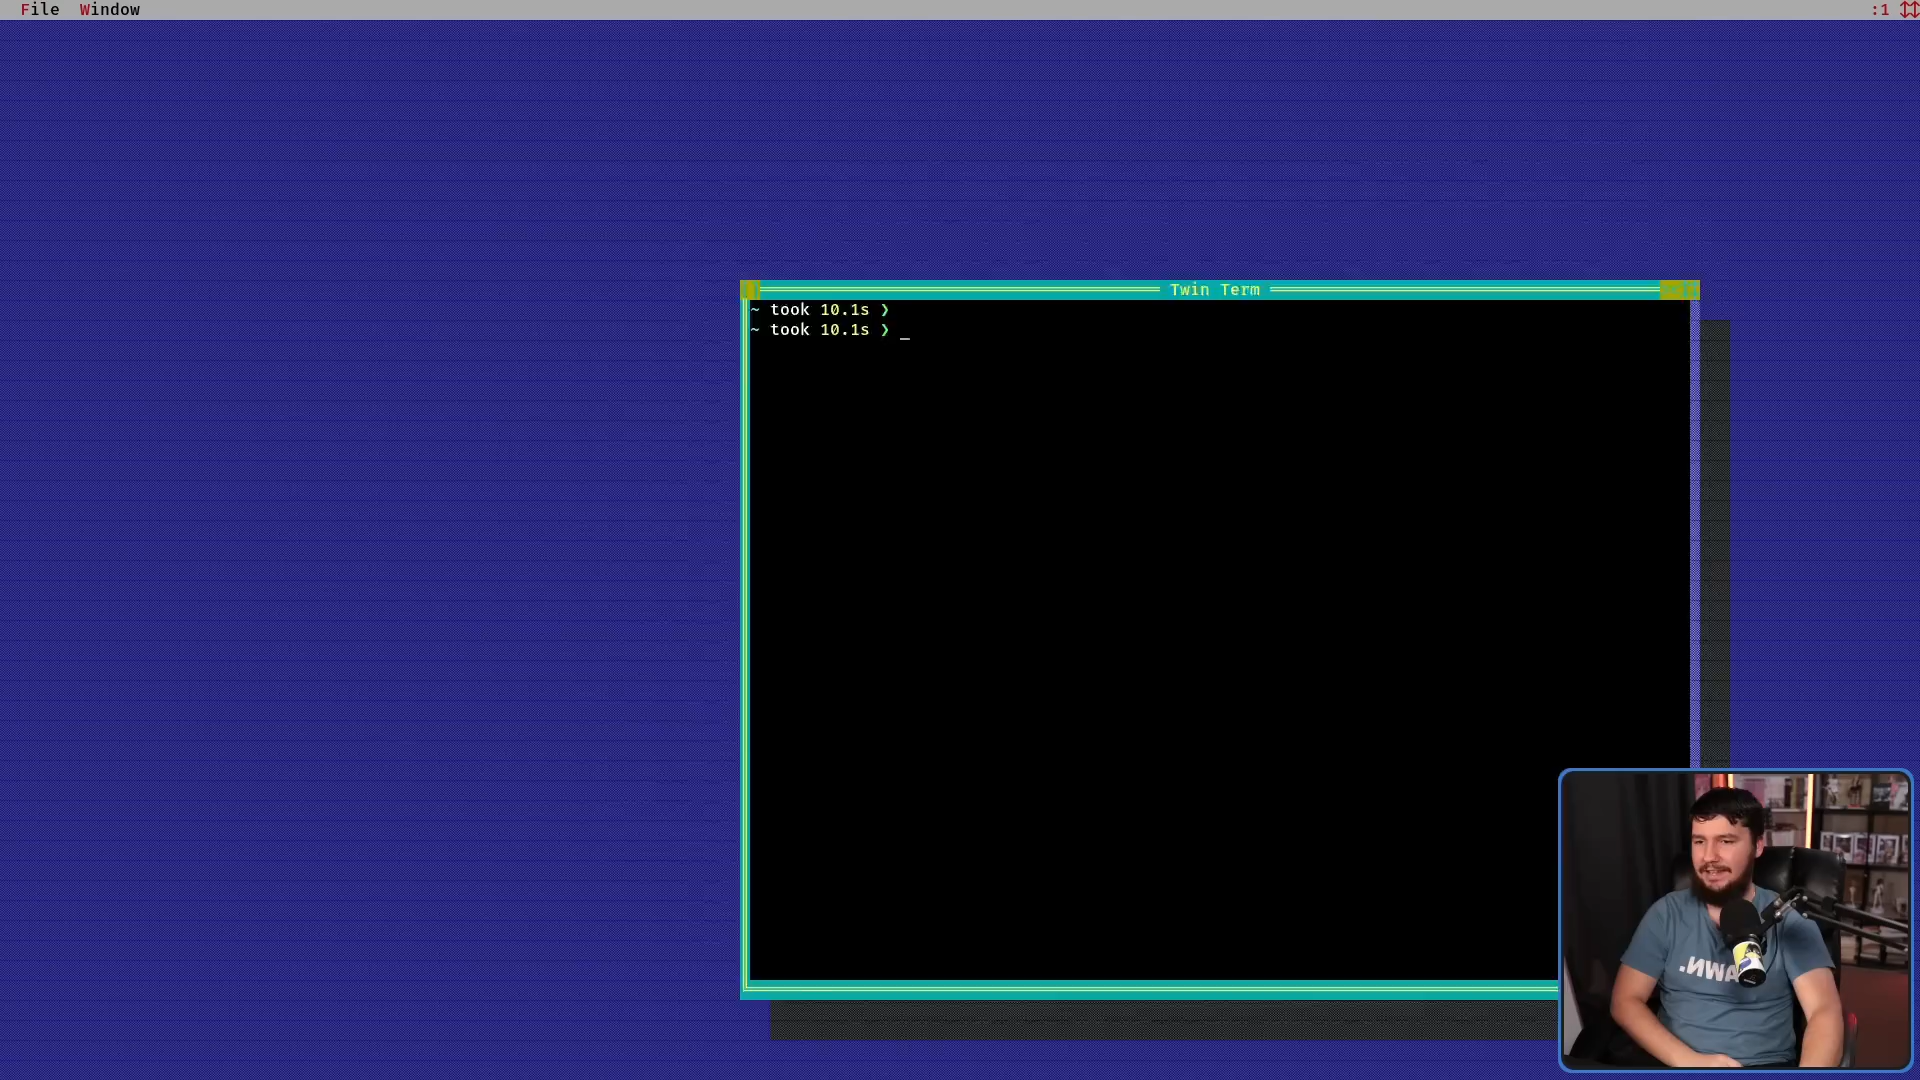 File Window :1
Twin Term
~ took 10.1s ❯
~ took 10.1s ❯ _